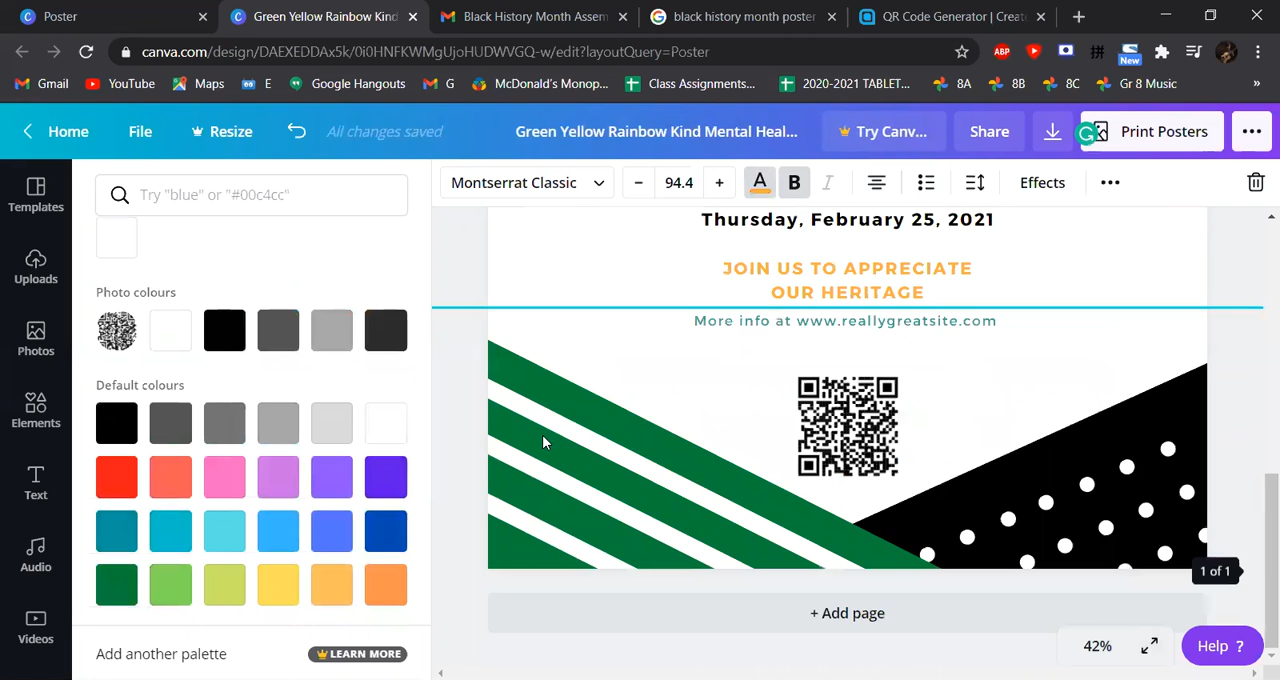 Poster
Green Yellow Rainbow Kind
Black History Month Assem
black history month poster
QR Code Generator | Create
canva.com/design/DAEXEDDAx5k/0i0HNFKWMgUjoHUDWVGQ-w/edit?layoutQuery=Poster
ABP
New
Gmail
YouTube
Maps
E
Google Hangouts
G
McDonald's Monop...
Class Assignments...
2020-2021 TABLET...
8A
8B
8C
Gr 8 Music
»
Home
File
Resize
All changes saved
Green Yellow Rainbow Kind Mental Heal...
Try Canv...
Share
Print Posters
Templates
Uploads
Photos
Elements
Text
Audio
Videos
Try "blue" or "#00c4cc"
Photo colours
Default colours
Add another palette
LEARN MORE
Montserrat Classic
– 94.4 +
A
B
I
Effects
Thursday, February 25, 2021
JOIN US TO APPRECIATE
OUR HERITAGE
More info at www.reallygreatsite.com
1 of 1
+ Add page
42%
Help ?